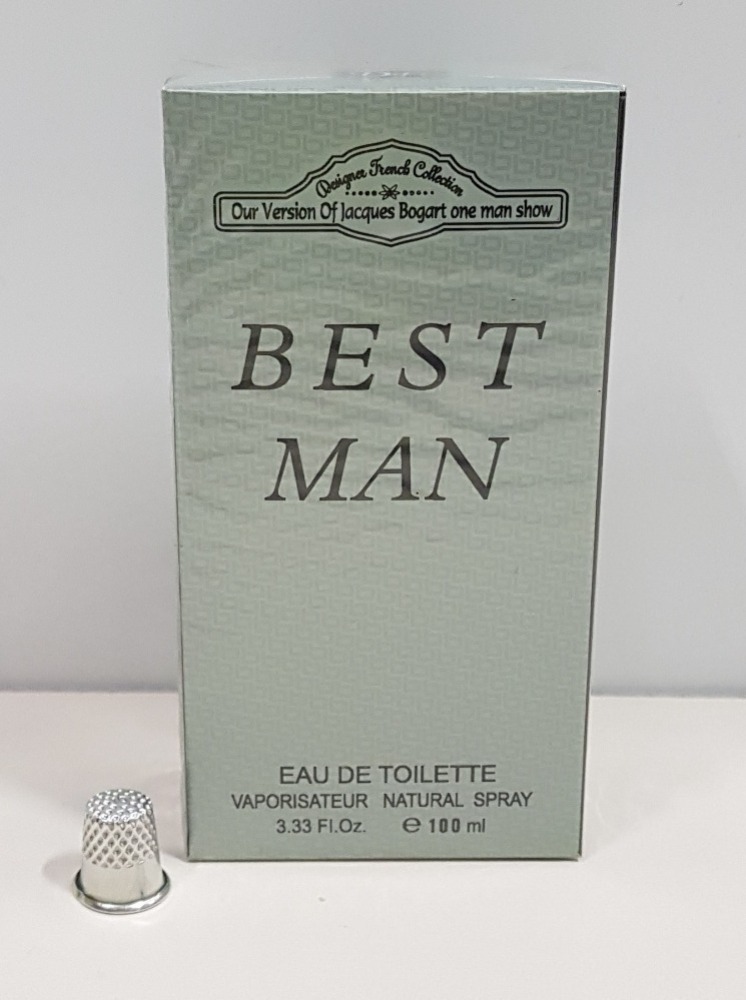 Designer French Collection
Our Version Of Jacques Bogart one man show
BEST
MAN
EAU DE TOILETTE
VAPORISATEUR NATURAL SPRAY
3.33 Fl.Oz. ℮ 100 ml